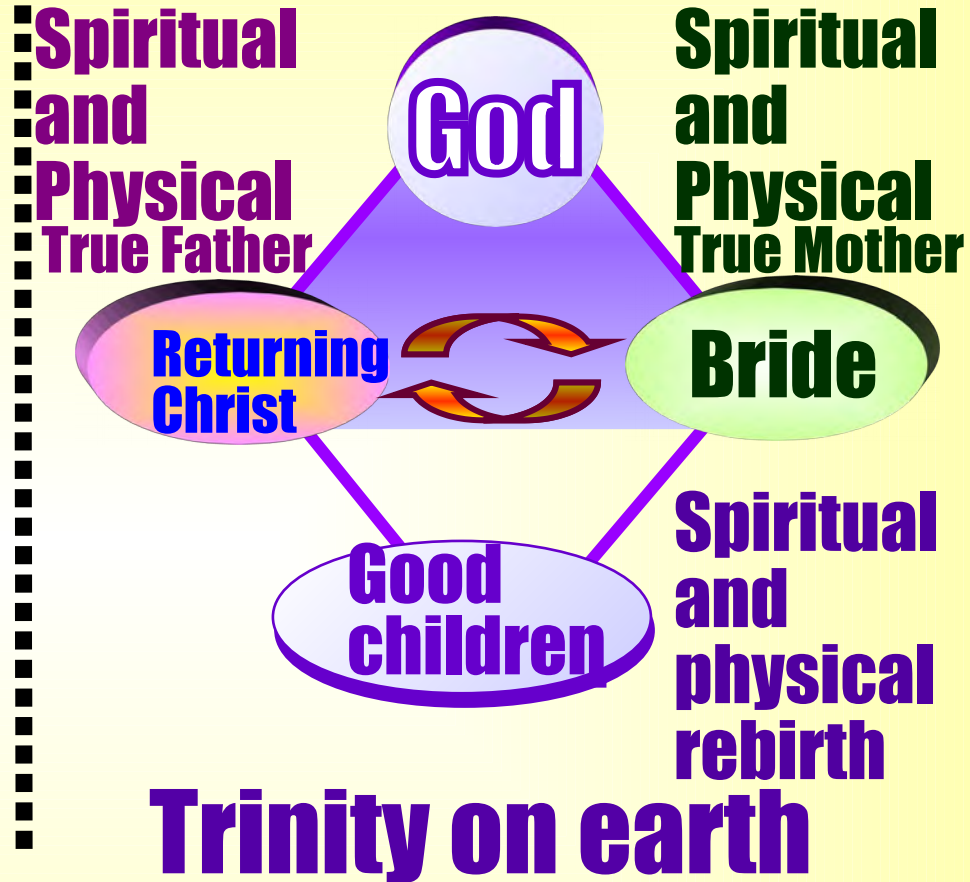 Spiritual
and
Physical
True Father
God
Spiritual
and
Physical
True Mother
Returning
Christ
Bride
Good
children
Spiritual
and
physical
rebirth
Trinity on earth